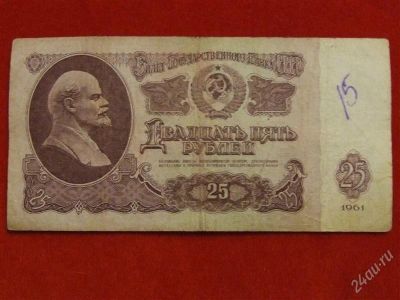 Билет Государственного Банка СССР
15
Двадцать пять
рублей
25
25
1961
24au.ru